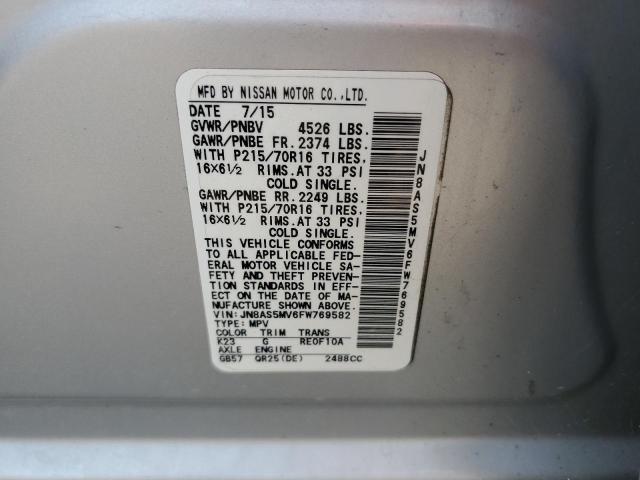 MFD BY NISSAN MOTOR CO.,LTD.
DATE 7/15
GVWR/PNBV 4526 LBS.
GAWR/PNBE FR. 2374 LBS.
WITH P215/70R16 TIRES,
16X6½ RIMS.AT 33 PSI
COLD SINGLE.
GAWR/PNBE RR. 2249 LBS.
WITH P215/70R16 TIRES,
16X6½ RIMS.AT 33 PSI
COLD SINGLE.
THIS VEHICLE CONFORMS
TO ALL APPLICABLE FED-
ERAL MOTOR VEHICLE SA-
FETY AND THEFT PREVEN-
TION STANDARDS IN EFF-
ECT ON THE DATE OF MA-
NUFACTURE SHOWN ABOVE.
VIN: JN8AS5MV6FW769582
TYPE: MPV
COLOR TRIM TRANS
K23 G RE0F10A
AXLE ENGINE
GB57 QR25(DE) 2488CC
JN8AS5MV6FW769582